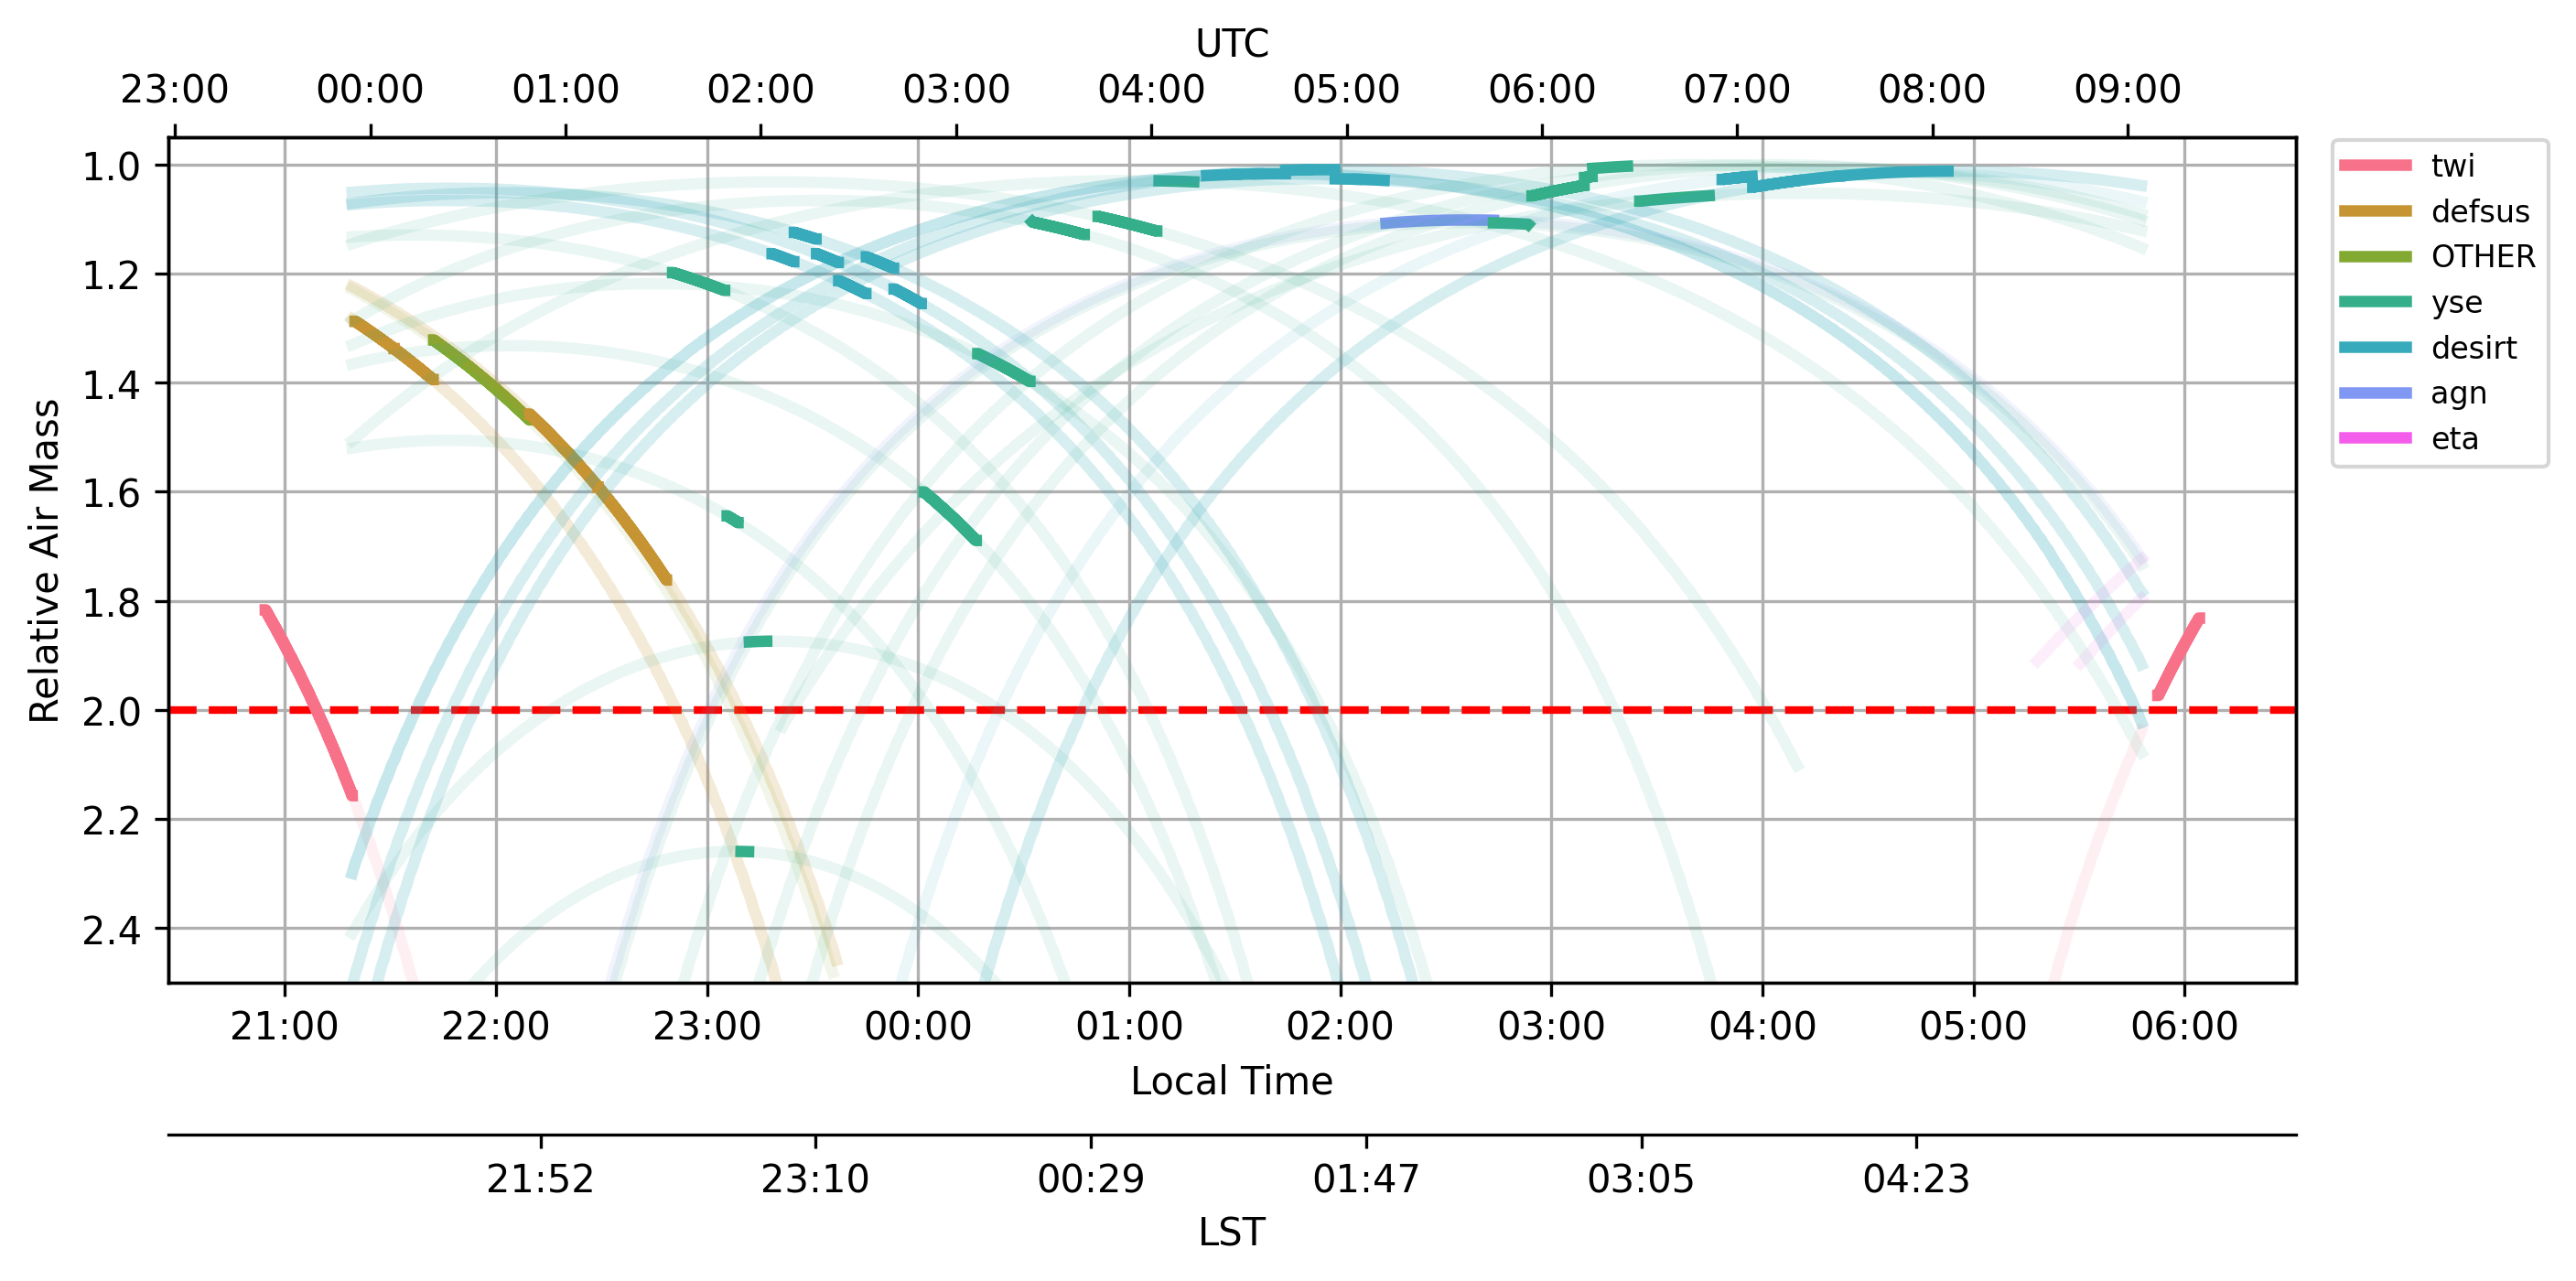 UTC
23:00 00:00 01:00 02:00 03:00 04:00 05:00 06:00 07:00 08:00 09:00
Relelative Air Mass
1.0
1.2
1.4
1.6
1.8
2.0
2.2
2.4
twi
defsus
OTHER
yse
desirt
agn
eta
21:00 22:00 23:00 00:00 01:00 02:00 03:00 04:00 05:00 06:00
Local Time
21:52 23:10 00:29 01:47 03:05 04:23
LST